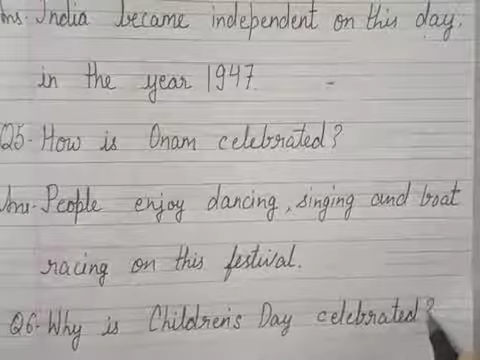 Ans. India became independent on this day.
in the year 1947
Q5. How is Onam celebrated?
Ans. People enjoy dancing, singing and boat
racing on this festival.
Q6. Why is Children's Day celebrated?